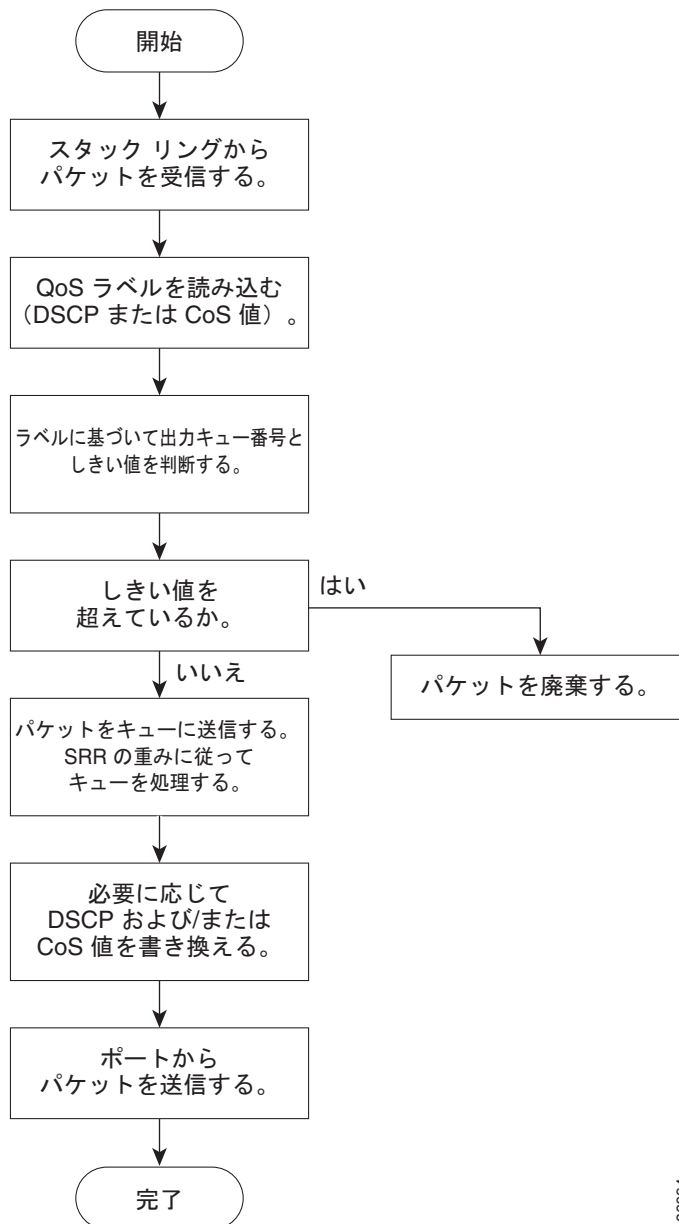 開始
スタック リングから
パケットを受信する。
QoS ラベルを読み込む
（DSCP または CoS 値）。
ラベルに基づいて出力キュー番号と
しきい値を判断する。
しきい値を
超えているか。
はい
いいえ
パケットを廃棄する。
パケットをキューに送信する。
SRR の重みに従って
キューを処理する。
必要に応じて
DSCP および/または
CoS 値を書き換える。
ポートから
パケットを送信する。
完了